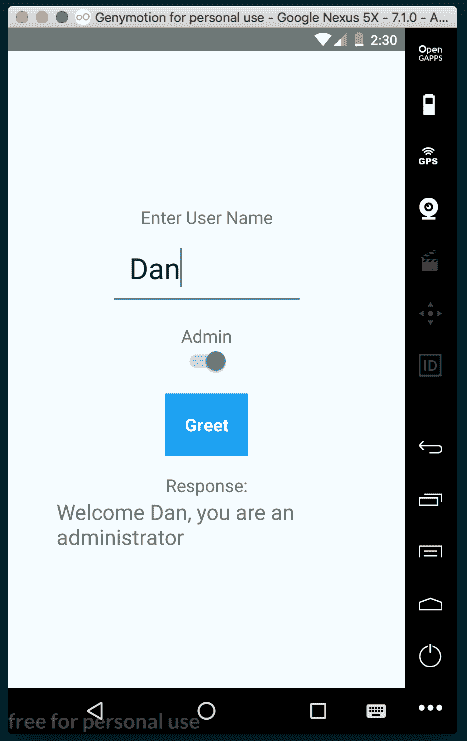 Genymotion for personal use - Google Nexus 5X - 7.1.0 - A...
2:30
Open
GAPPS
GPS
Enter User Name
Dan
Admin
ID
Greet
Response:
Welcome Dan, you are an
administrator
free for personal use